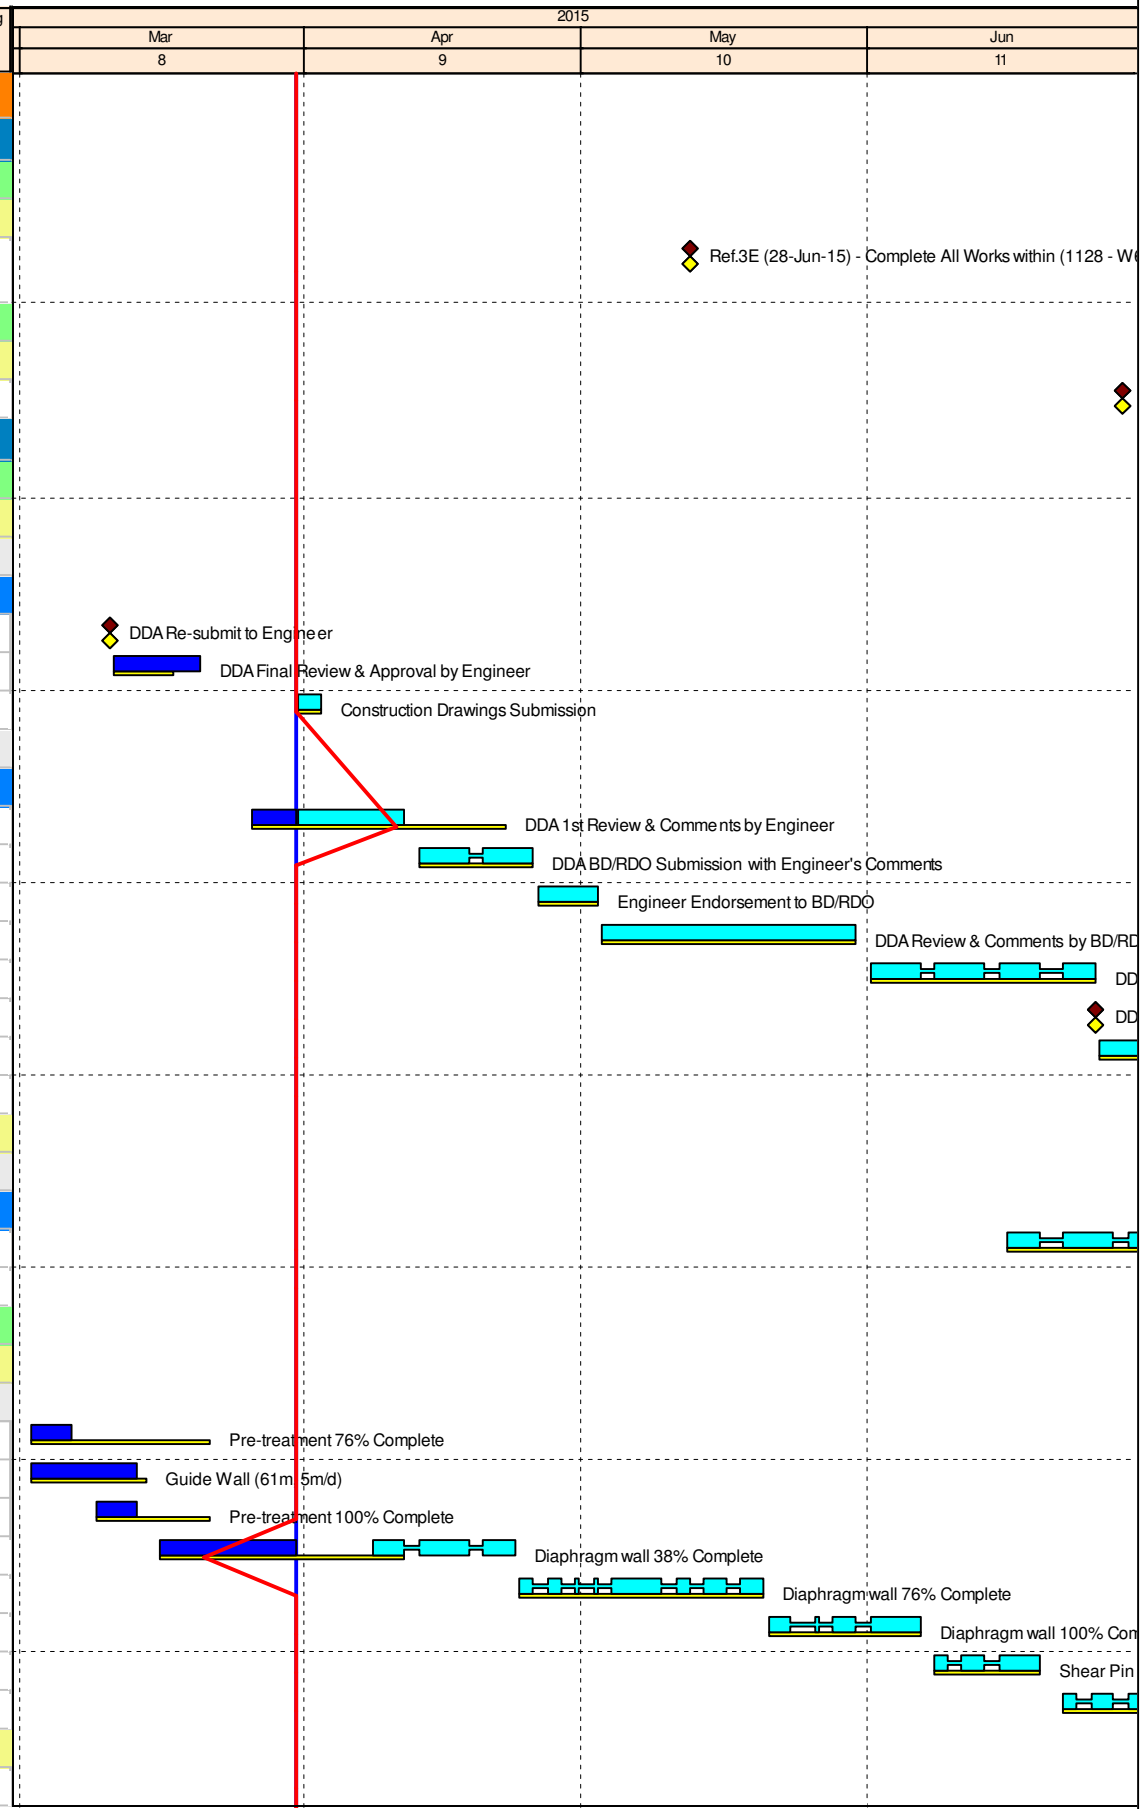 2015
Mar Apr May Jun
8 9 10 11
Ref.3E (28-Jun-15) - Complete All Works within (1128 - W
DDA Re-submit to Engineer
DDA Final Review & Approval by Engineer
Construction Drawings Submission
DDA 1st Review & Comments by Engineer
DDA BD/RDO Submission with Engineer's Comments
Engineer Endorsement to BD/RDO
DDA Review & Comments by BD/RD
DD
DD
Pre-treatment 76% Complete
Guide Wall (61m 5m/d)
Pre-treatment 100% Complete
Diaphragm wall 38% Complete
Diaphragm wall 76% Complete
Diaphragm wall 100% Com
Shear Pin